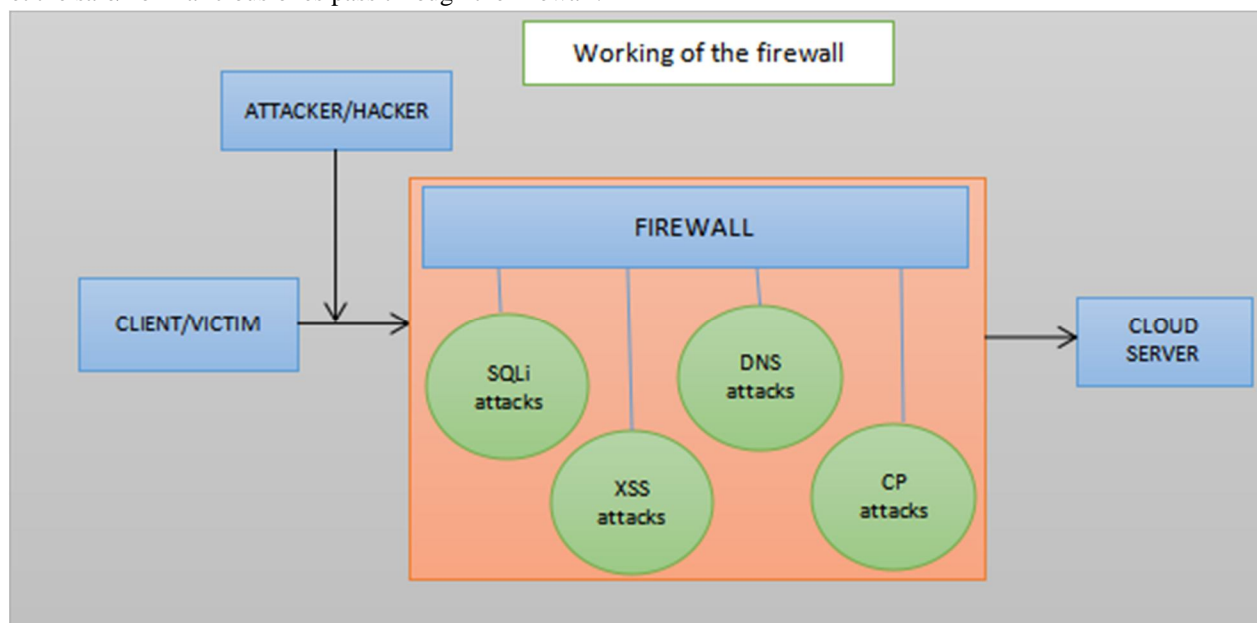 Working of the firewall
ATTACKER/HACKER
FIREWALL
CLIENT/VICTIM
CLOUD
SERVER
SQLi
attacks
DNS
attacks
XSS
attacks
CP
attacks